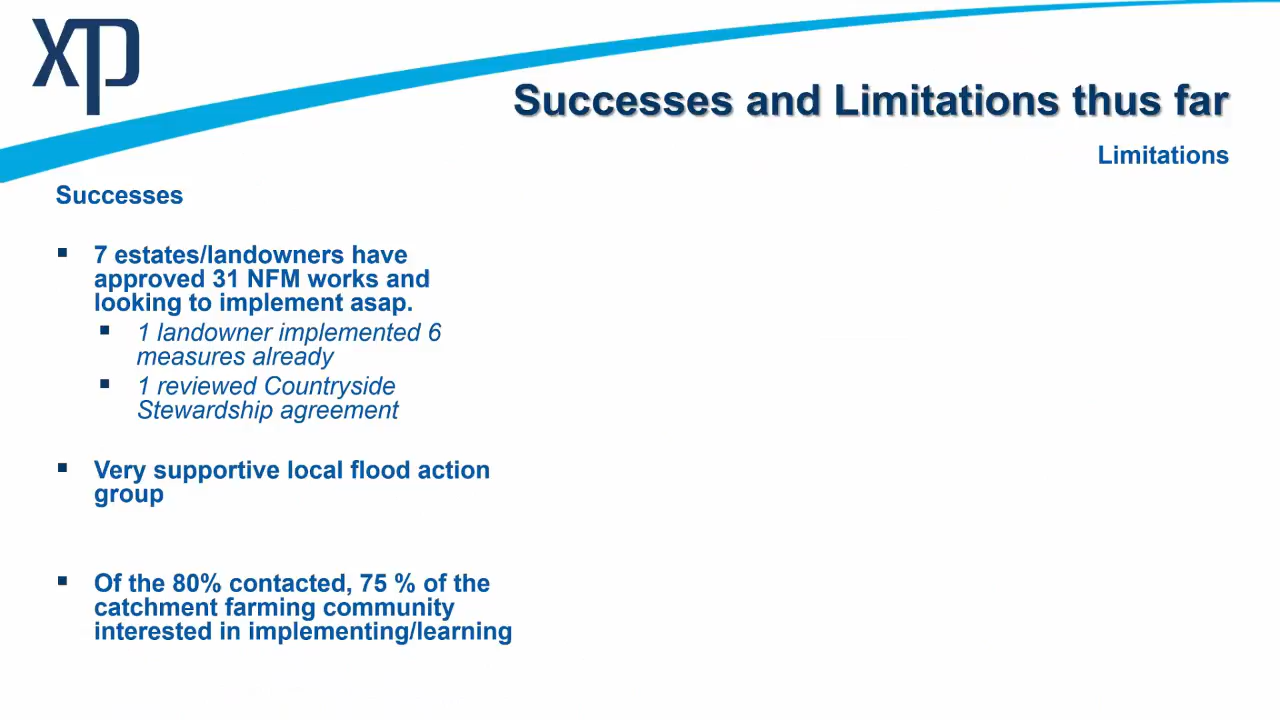 xp
Successes and Limitations thus far
Limitations
Successes
▪ 7 estates/landowners have
approved 31 NFM works and
looking to implement asap.
▪ 1 landowner implemented 6
measures already
▪ 1 reviewed Countryside
Stewardship agreement
▪ Very supportive local flood action
group
▪ Of the 80% contacted, 75 % of the
catchment farming community
interested in implementing/learning